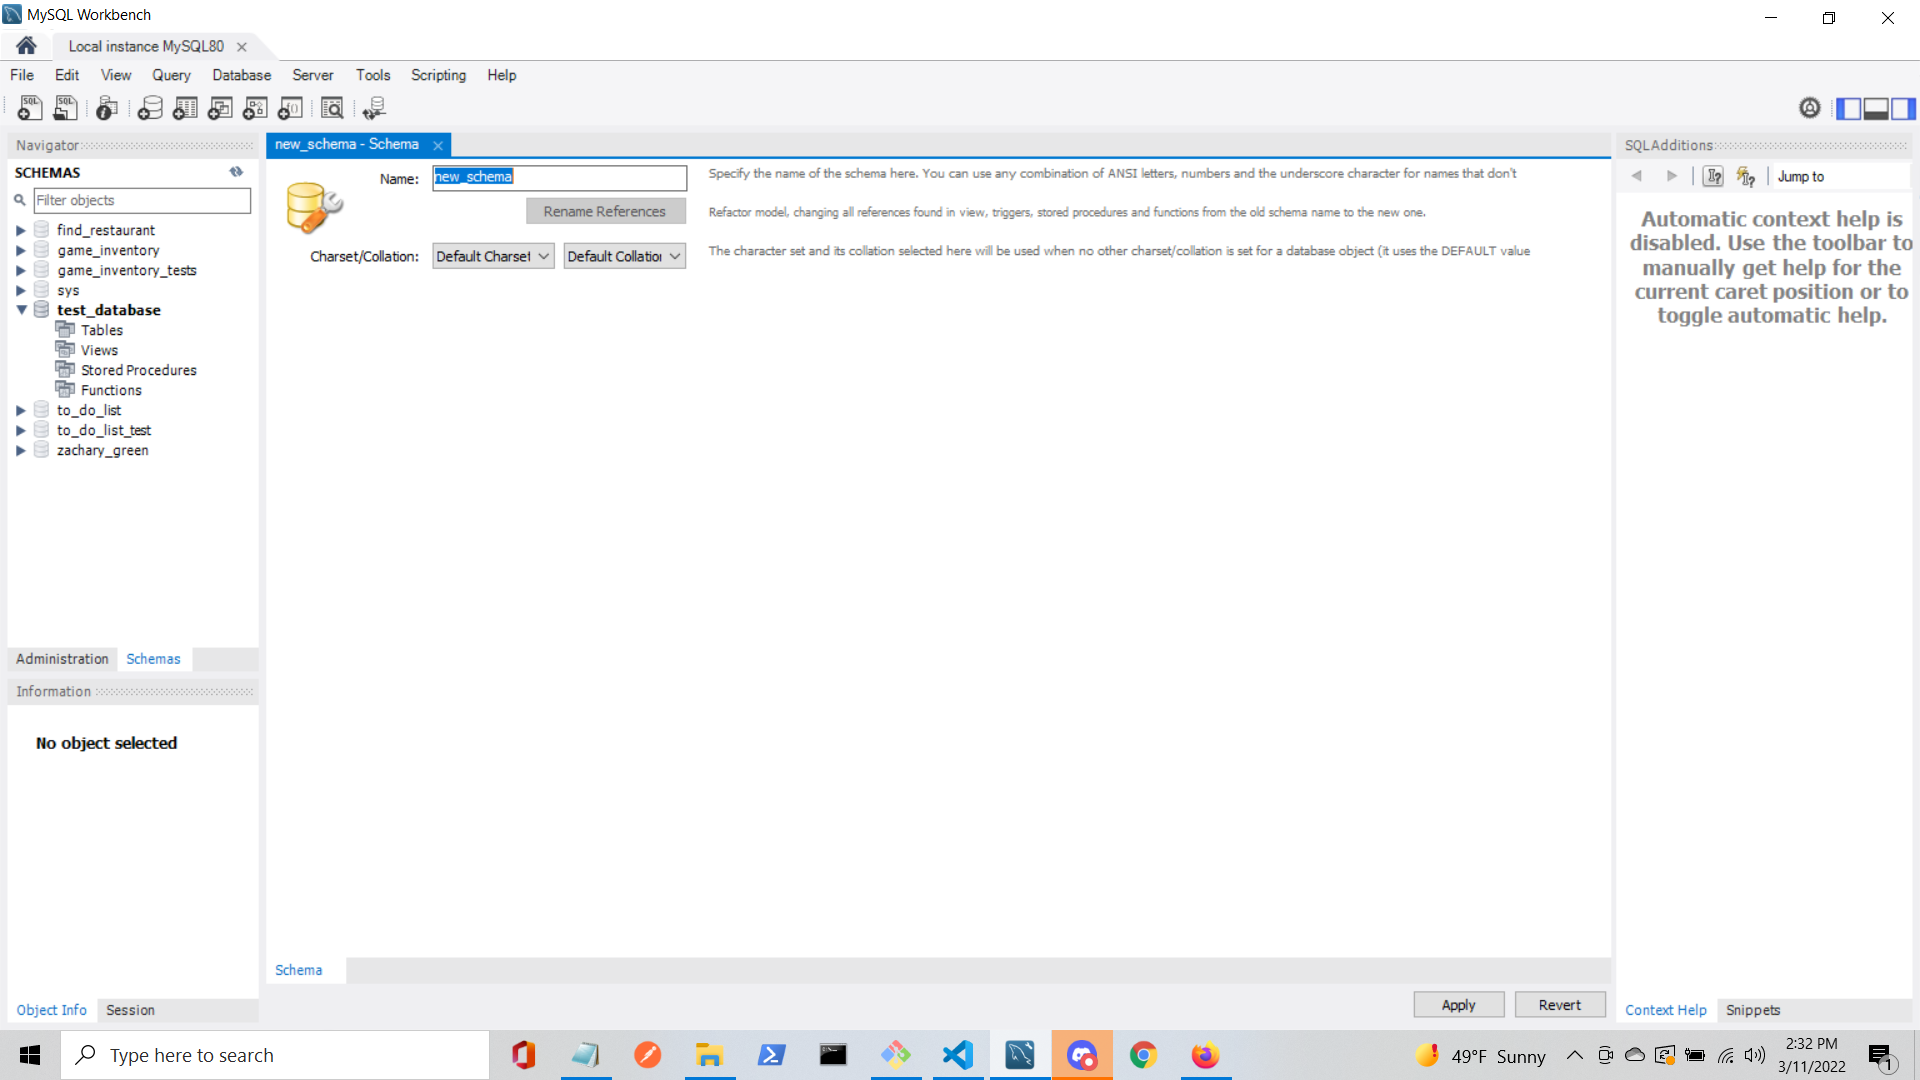 MySQL Workbench
Local instance MySQL80
File Edit View Query Database Server Tools Scripting Help
Navigator
SCHEMAS
Filter objects
find_restaurant
game_inventory
game_inventory_tests
sys
test_database
Tables
Views
Stored Procedures
Functions
to_do_list
to_do_list_test
zachary_green
Administration Schemas
Information
No object selected
Object Info Session
new_schema - Schema
Name: new_schema
Specify the name of the schema here. You can use any combination of ANSI letters, numbers and the underscore character for names that don't
Rename References
Refactor model, changing all references found in view, triggers, stored procedures and functions from the old schema name to the new one.
Charset/Collation: Default Charset Default Collation
The character set and its collation selected here will be used when no other charset/collation is set for a database object (it uses the DEFAULT value
Schema
Apply Revert
SQLAdditions
Jump to
Automatic context help is
disabled. Use the toolbar to
manually get help for the
current caret position or to
toggle automatic help.
Context Help Snippets
Type here to search
49°F Sunny
2:32 PM
3/11/2022
1